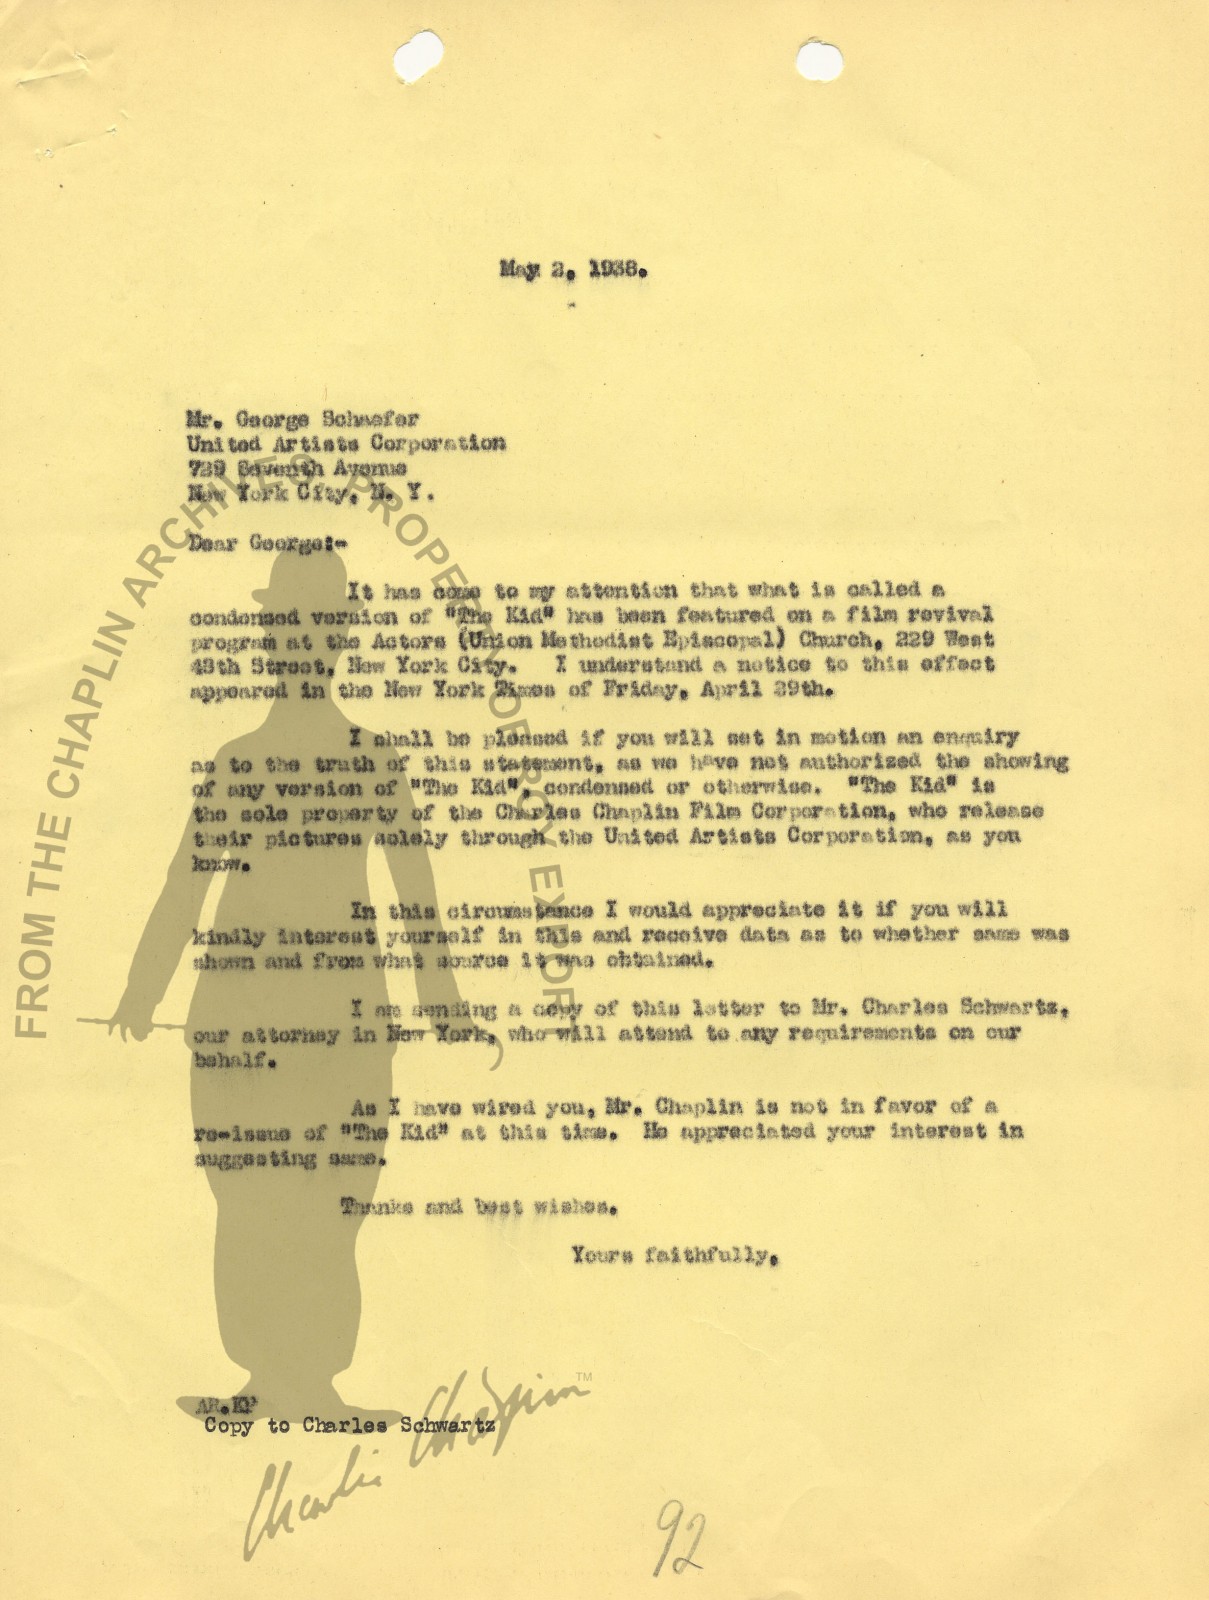 May 2, 1938.
Mr. George Schaefer
United Artists Corporation
729 Seventh Avenue
New York City, N. Y.
Dear George:-
It has come to my attention that what is called a
condensed version of "The Kid" has been featured on a film revival
program at the Actors (Union Methodist Episcopal) Church, 229 West
48th Street, New York City. I understand a notice to this effect
appeared in the New York Times of Friday, April 29th.
I shall be pleased if you will set in motion an enquiry
as to the truth of this statement, as we have not authorized the showing
of any version of "The Kid", condensed or otherwise. "The Kid" is
the sole property of the Charles Chaplin Film Corporation, who release
their pictures solely through the United Artists Corporation, as you
know.
In this circumstance I would appreciate it if you will
kindly interest yourself in this and receive data as to whether same was
shown and from what source it was obtained.
I am sending a copy of this letter to Mr. Charles Schwartz,
our attorney in New York, who will attend to any requirements on our
behalf.
As I have wired you, Mr. Chaplin is not in favor of a
re-issue of "The Kid" at this time. He appreciated your interest in
suggesting same.
Thanks and best wishes.
Yours faithfully,
Copy to Charles Schwartz
92
FROM THE CHAPLIN ARCHIVES PROPERTY OF ROY EXPORT
Charlie Chaplin™